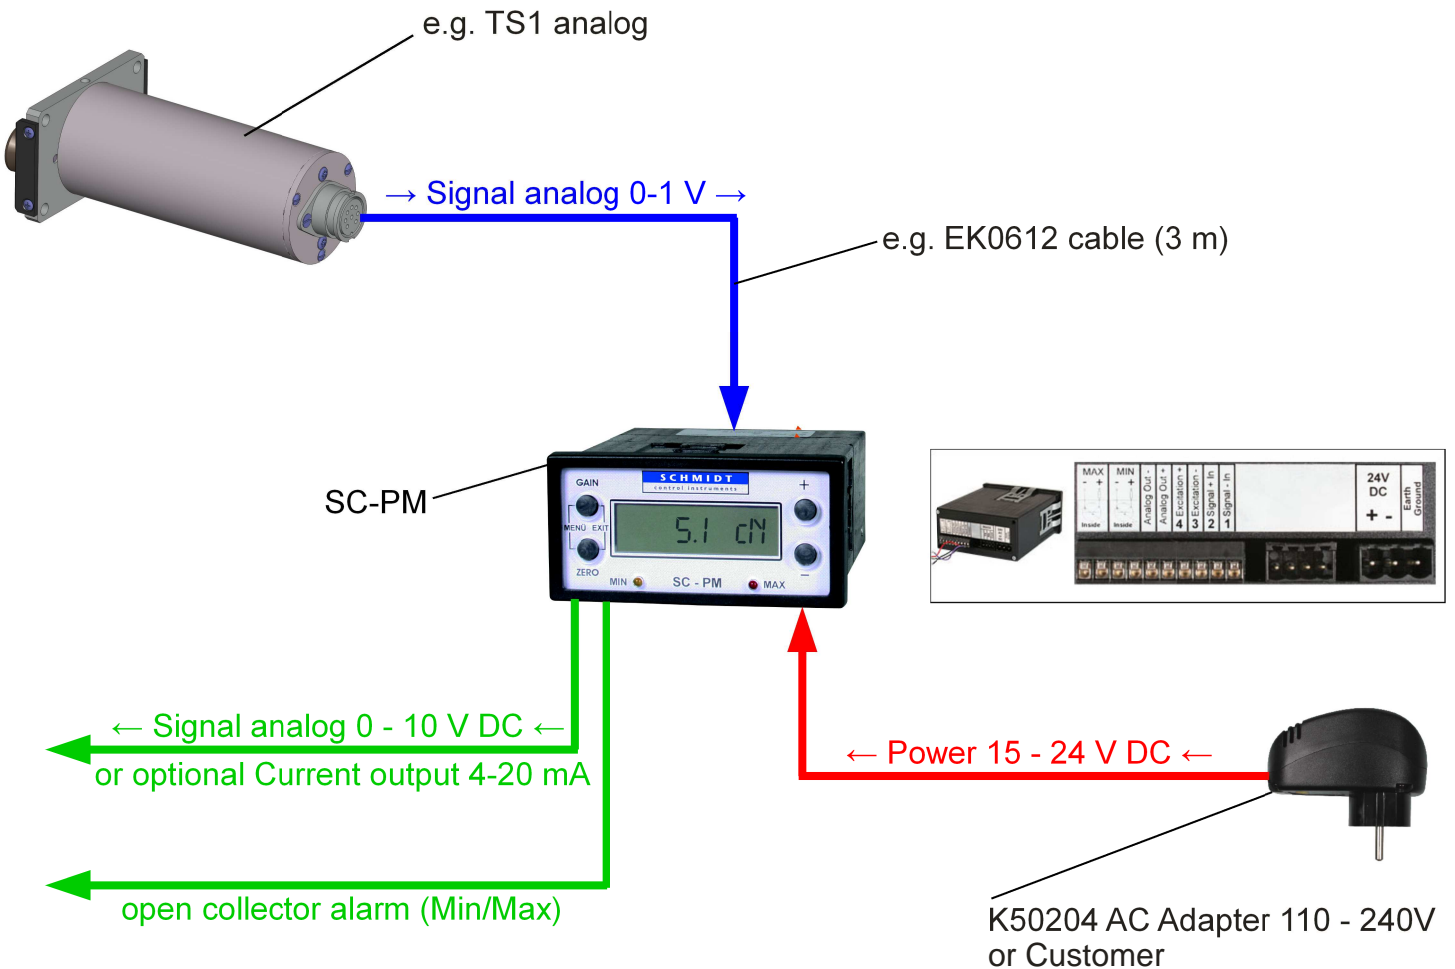 e.g. TS1 analog
→ Signal analog 0-1 V →
e.g. EK0612 cable (3 m)
SC-PM
SCHMIDT
control instruments
GAIN
+
MENÜ EXIT
5.1 cN
ZERO
−
MIN
SC - PM
MAX
MAX
- +
Inside
MIN
- +
Inside
Analog Out -
Analog Out +
4 Excitation +
3 Excitation -
2 Signal + In
1 Signal - In
24V
DC
+ -
Earth
Ground
← Signal analog 0 - 10 V DC ←
or optional Current output 4-20 mA
← Power 15 - 24 V DC ←
open collector alarm (Min/Max)
K50204 AC Adapter 110 - 240V
or Customer